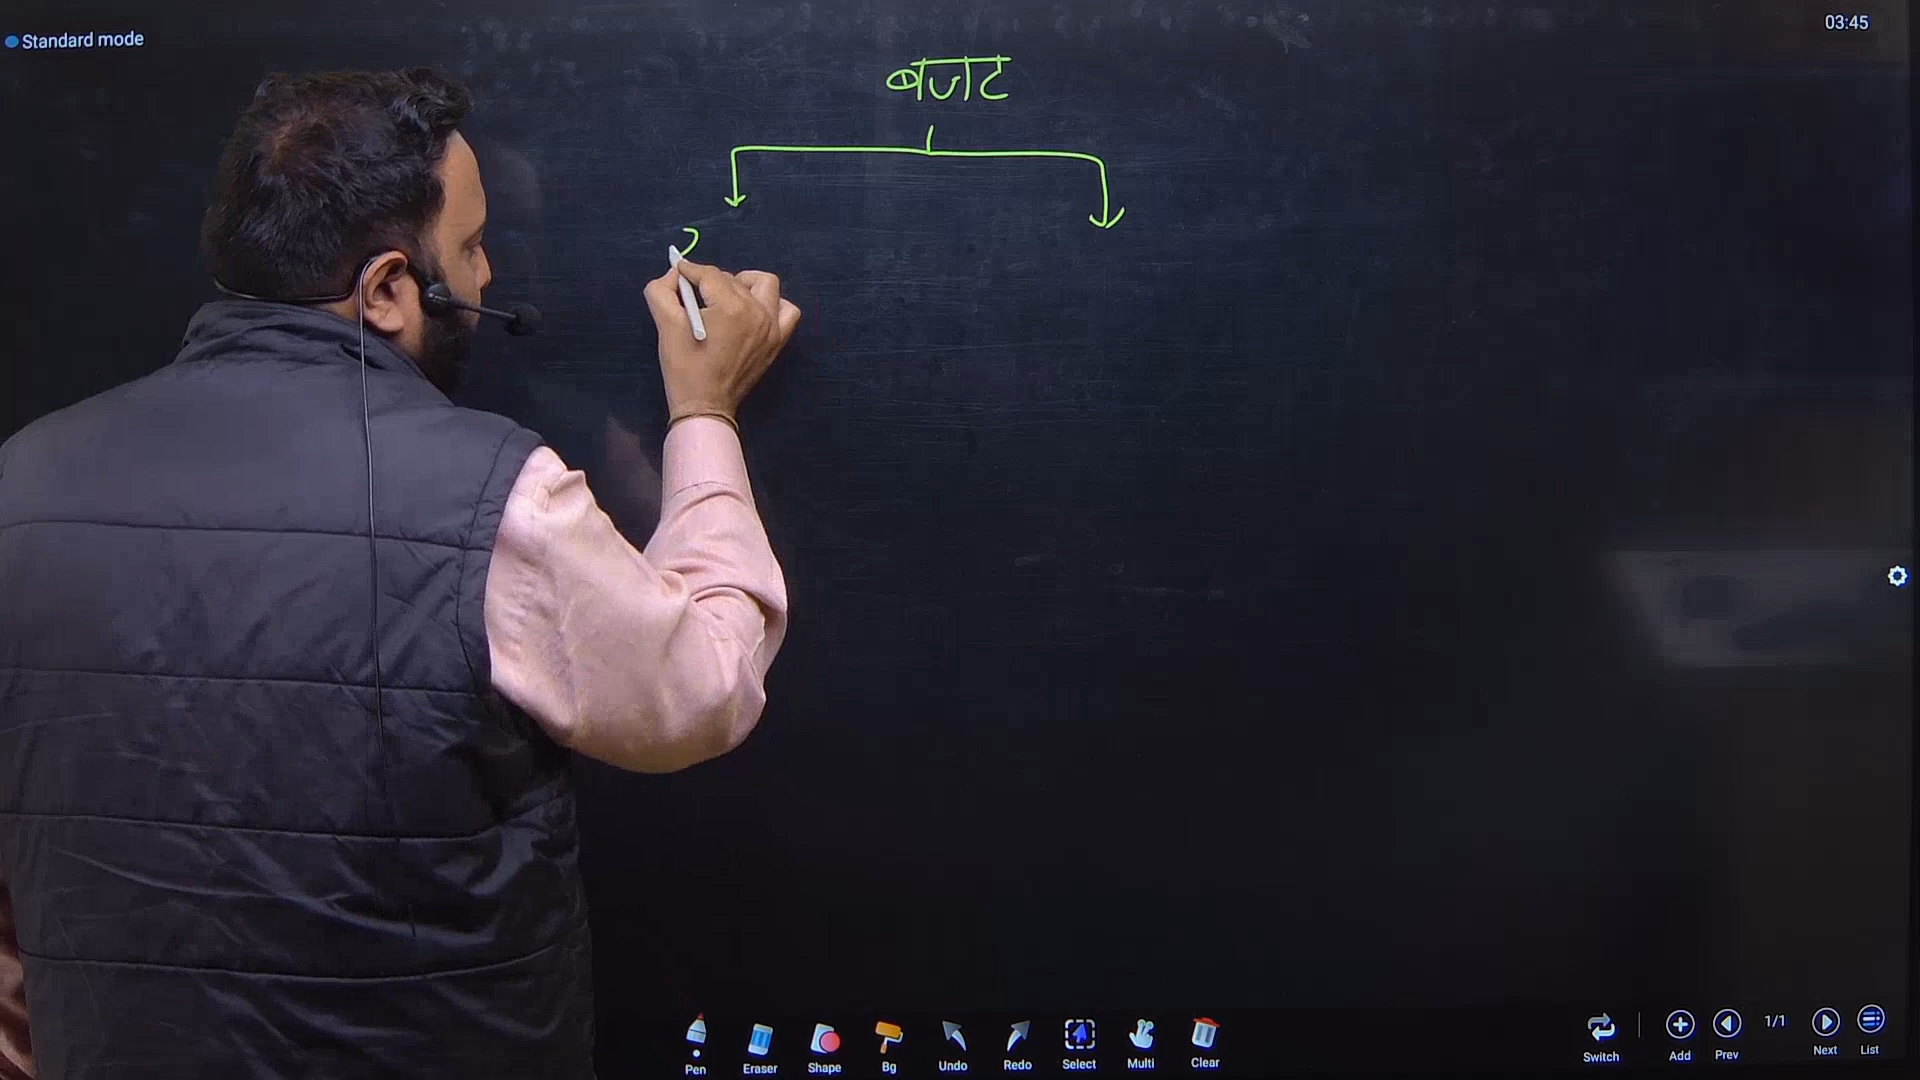 Standard mode
03:45
बजट
Pen Eraser Shape Bg Undo Redo Select Multi Clear
Switch Add Prev 1/1 Next List